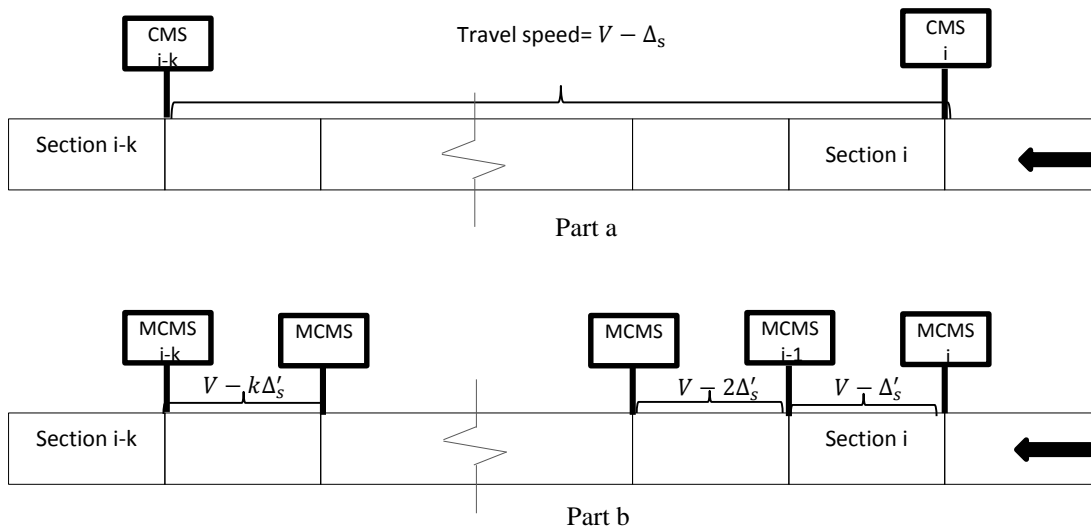 CMS
i-k
Travel speed= V − Δₛ
CMS
i
Section i-k
Section i
Part a
MCMS
i-k
MCMS
MCMS
MCMS
i-1
MCMS
i
V − kΔ′ₛ
V − 2Δ′ₛ
V − Δ′ₛ
Section i-k
Section i
Part b